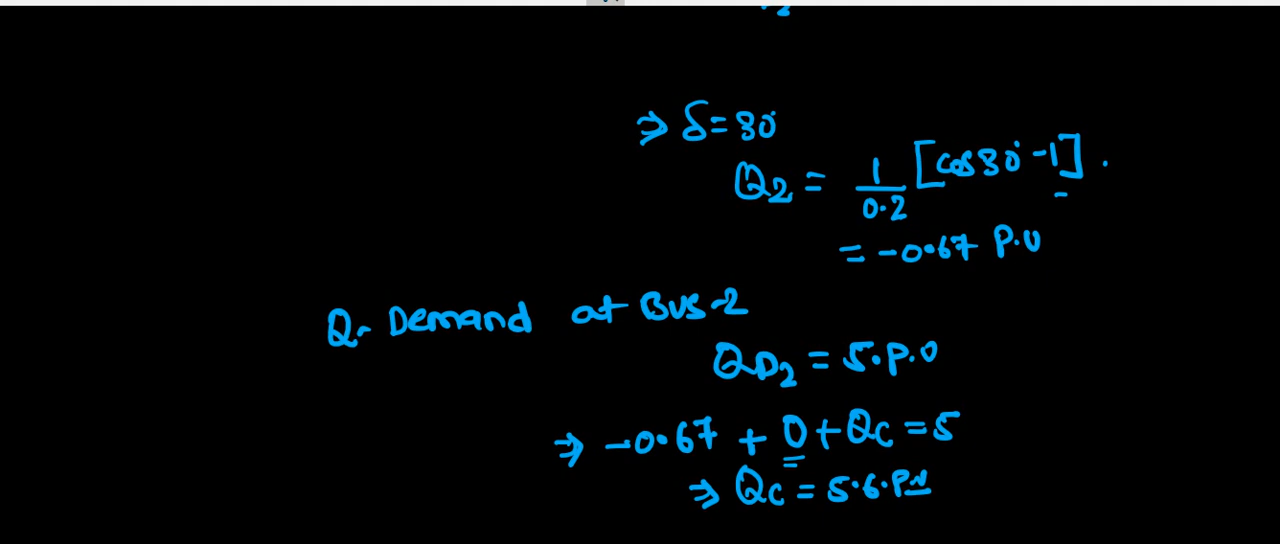 ⇒ δ = 30°
Q2 = 1/0.2 [cos30° -1].
= -0.67 P.U
Q- Demand at Bus-2
QD2 = 5.P.U
⇒ -0.67 + 0 + QC = 5
⇒ QC = 5.6.PU